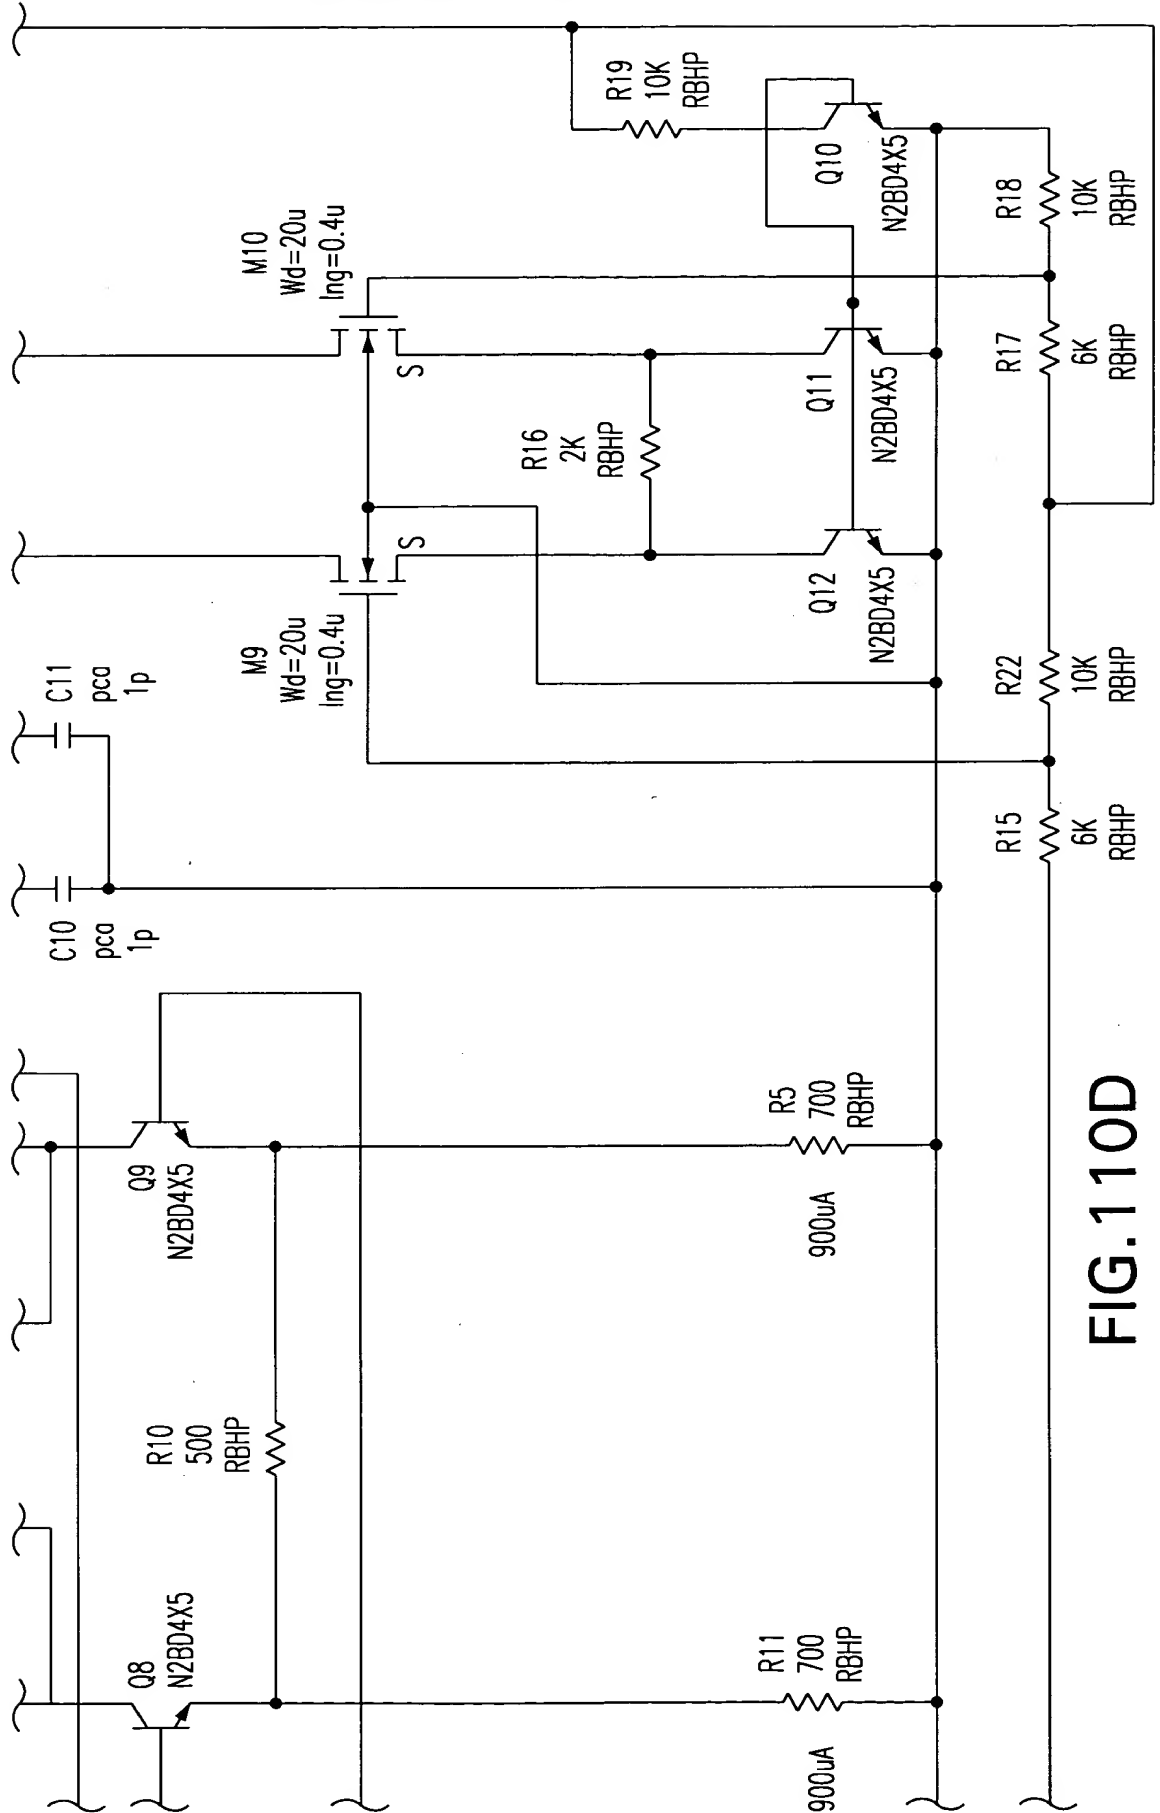 R19
10K
RBHP
Q10
N2BD4X5
R18
10K
RBHP
M10
Wd=20u
lng=0.4u
S
R16
2K
RBHP
Q11
N2BD4X5
R17
6K
RBHP
M9
Wd=20u
lng=0.4u
S
Q12
N2BD4X5
R22
10K
RBHP
C11
pca
1p
C10
pca
1p
R15
6K
RBHP
Q9
N2BD4X5
R5
700
RBHP
900uA
R10
500
RBHP
Q8
N2BD4X5
R11
700
RBHP
900uA
FIG.110D